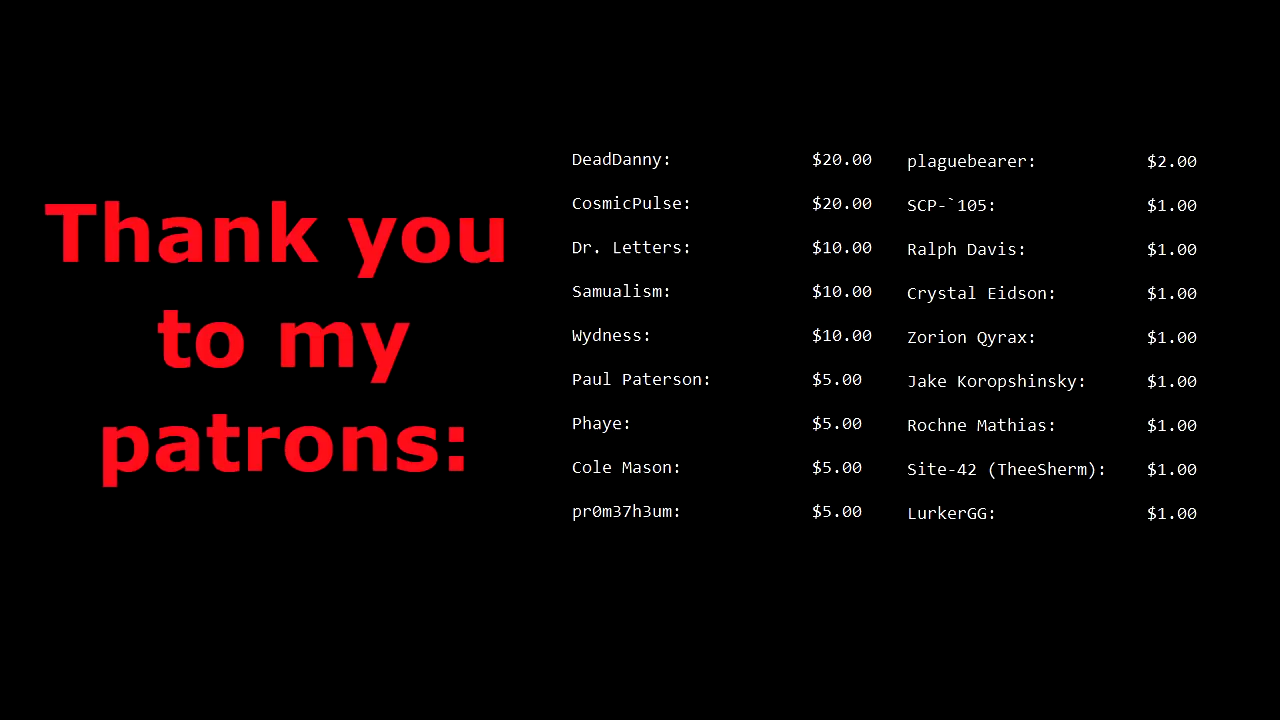 Thank you
to my
patrons:
DeadDanny: $20.00
CosmicPulse: $20.00
Dr. Letters: $10.00
Samualism: $10.00
Wydness: $10.00
Paul Paterson: $5.00
Phaye: $5.00
Cole Mason: $5.00
pr0m37h3um: $5.00
plaguebearer: $2.00
SCP-`105: $1.00
Ralph Davis: $1.00
Crystal Eidson: $1.00
Zorion Qyrax: $1.00
Jake Koropshinsky: $1.00
Rochne Mathias: $1.00
Site-42 (TheeSherm): $1.00
LurkerGG: $1.00